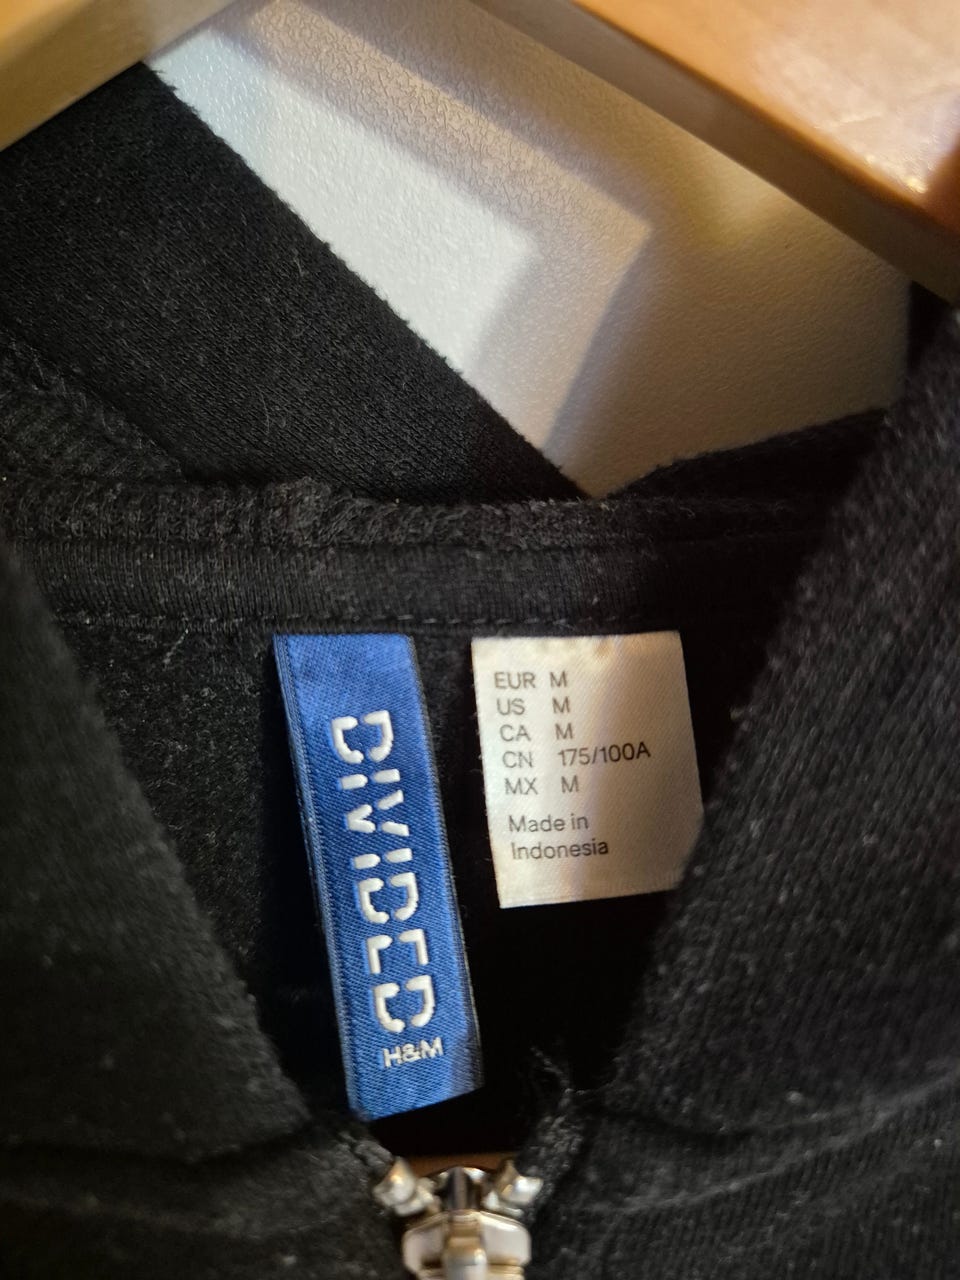 DIVIDED
H&M
EUR M
US M
CA M
CN 175/100A
MX M
Made in
Indonesia